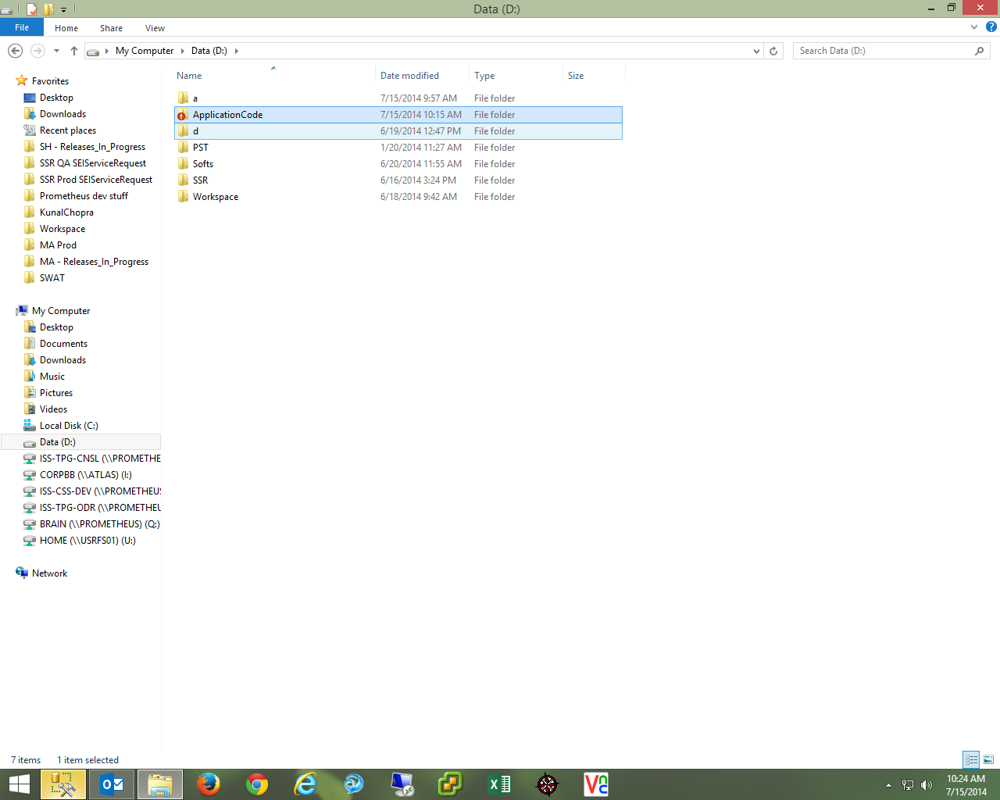 Data (D:)
File Home Share View
My Computer Data (D:)
Search Data (D:)
Name Date modified Type Size
a 7/15/2014 9:57 AM File folder
ApplicationCode 7/15/2014 10:15 AM File folder
d 6/19/2014 12:47 PM File folder
PST 1/20/2014 11:27 AM File folder
Softs 6/20/2014 11:55 AM File folder
SSR 6/16/2014 3:24 PM File folder
Workspace 6/18/2014 9:42 AM File folder
Favorites
Desktop
Downloads
Recent places
SH - Releases_In_Progress
SSR QA SEIServiceRequest
SSR Prod SEIServiceRequest
Prometheus dev stuff
KunalChopra
Workspace
MA Prod
MA - Releases_In_Progress
SWAT
My Computer
Desktop
Documents
Downloads
Music
Pictures
Videos
Local Disk (C:)
Data (D:)
ISS-TPG-CNSL (\\PROMETHE
CORPBB (\\ATLAS) (I:)
ISS-CSS-DEV (\\PROMETHEUS
ISS-TPG-ODR (\\PROMETHEU
BRAIN (\\PROMETHEUS) (Q:)
HOME (\\USRFS01) (U:)
Network
7 items 1 item selected
10:24 AM
7/15/2014